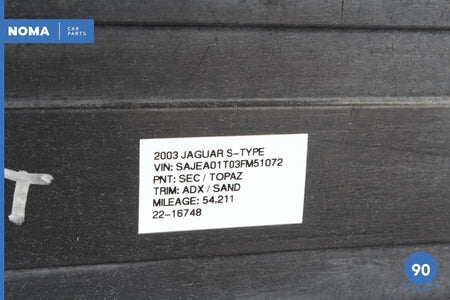 NOMA CAR PARTS
2003 JAGUAR S-TYPE
VIN: SAJEA01T03FM51072
PNT: SEC / TOPAZ
TRIM: ADX / SAND
MILEAGE: 54,211
22-16748
T
90